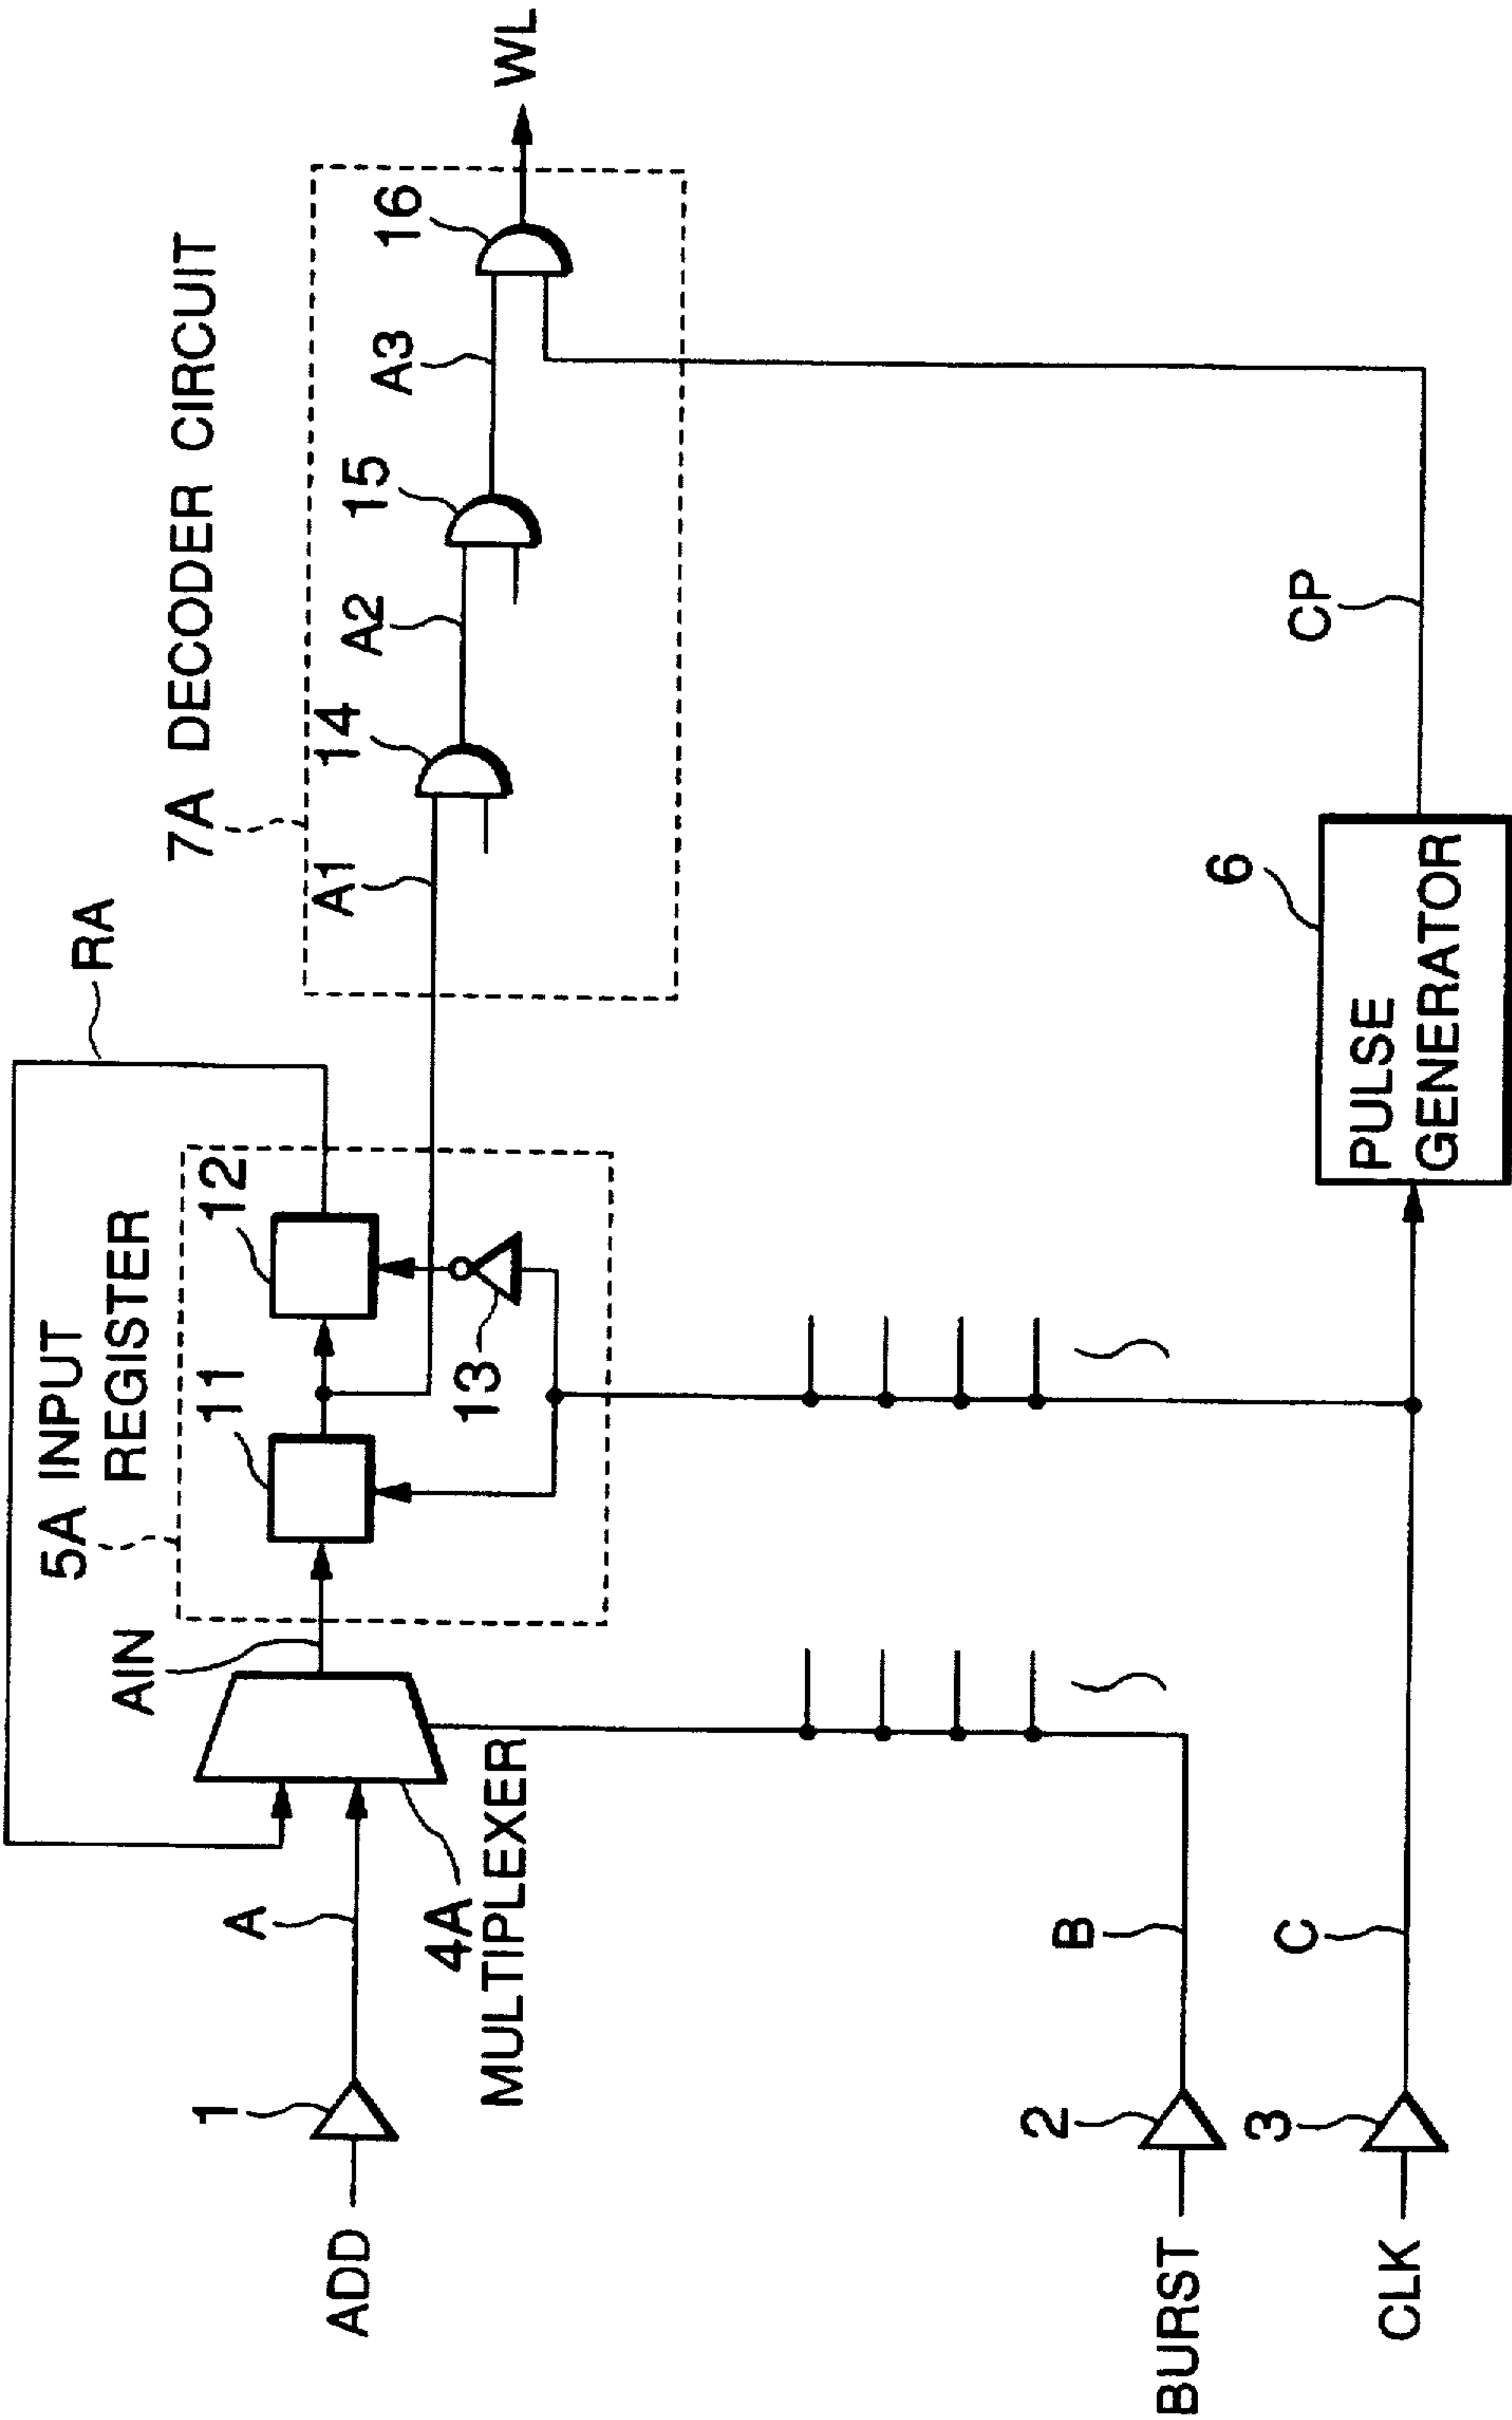 RA
5A INPUT
REGISTER
7A DECODER CIRCUIT
AIN
11
12
A1
14
A2
15
A3
16
WL
A
1
ADD
4A
MULTIPLEXER
13
B
2
BURST
C
3
CLK
6
PULSE
GENERATOR
CP